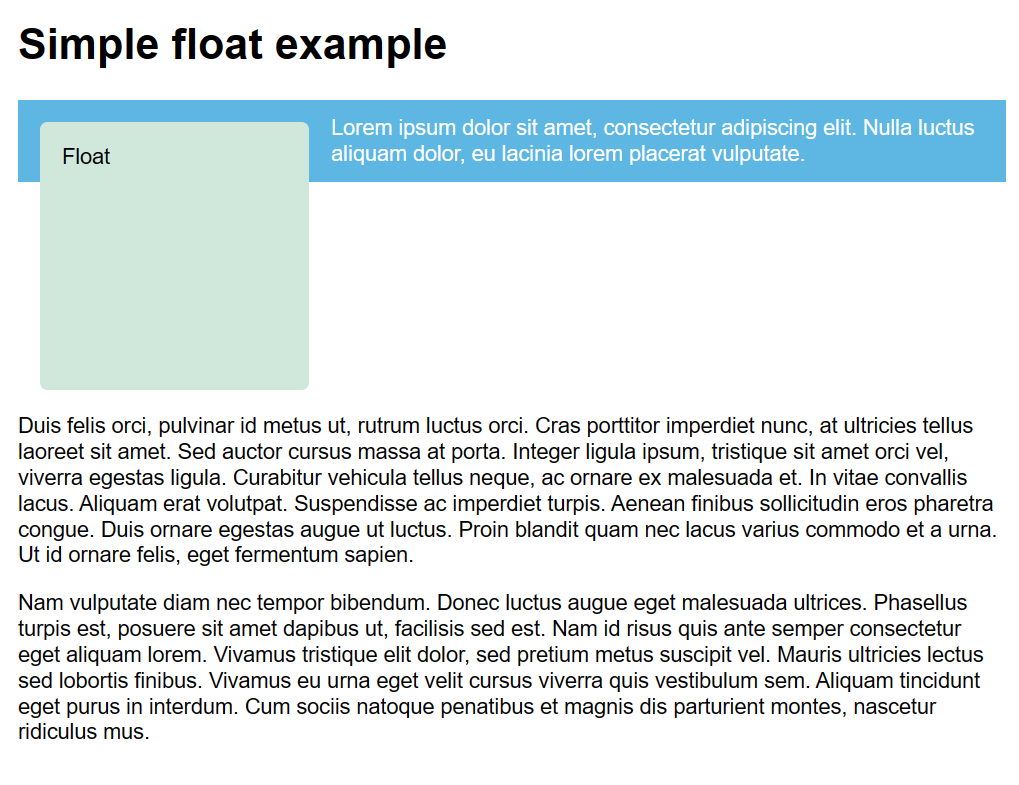 Simple float example
Float
Lorem ipsum dolor sit amet, consectetur adipiscing elit. Nulla luctus
aliquam dolor, eu lacinia lorem placerat vulputate.
Duis felis orci, pulvinar id metus ut, rutrum luctus orci. Cras porttitor imperdiet nunc, at ultricies tellus
laoreet sit amet. Sed auctor cursus massa at porta. Integer ligula ipsum, tristique sit amet orci vel,
viverra egestas ligula. Curabitur vehicula tellus neque, ac ornare ex malesuada et. In vitae convallis
lacus. Aliquam erat volutpat. Suspendisse ac imperdiet turpis. Aenean finibus sollicitudin eros pharetra
congue. Duis ornare egestas augue ut luctus. Proin blandit quam nec lacus varius commodo et a urna.
Ut id ornare felis, eget fermentum sapien.
Nam vulputate diam nec tempor bibendum. Donec luctus augue eget malesuada ultrices. Phasellus
turpis est, posuere sit amet dapibus ut, facilisis sed est. Nam id risus quis ante semper consectetur
eget aliquam lorem. Vivamus tristique elit dolor, sed pretium metus suscipit vel. Mauris ultricies lectus
sed lobortis finibus. Vivamus eu urna eget velit cursus viverra quis vestibulum sem. Aliquam tincidunt
eget purus in interdum. Cum sociis natoque penatibus et magnis dis parturient montes, nascetur
ridiculus mus.